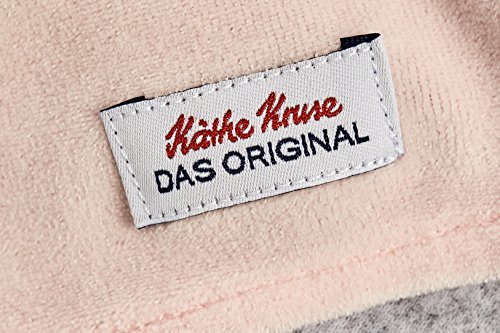 Käthe Kruse
DAS ORIGINAL